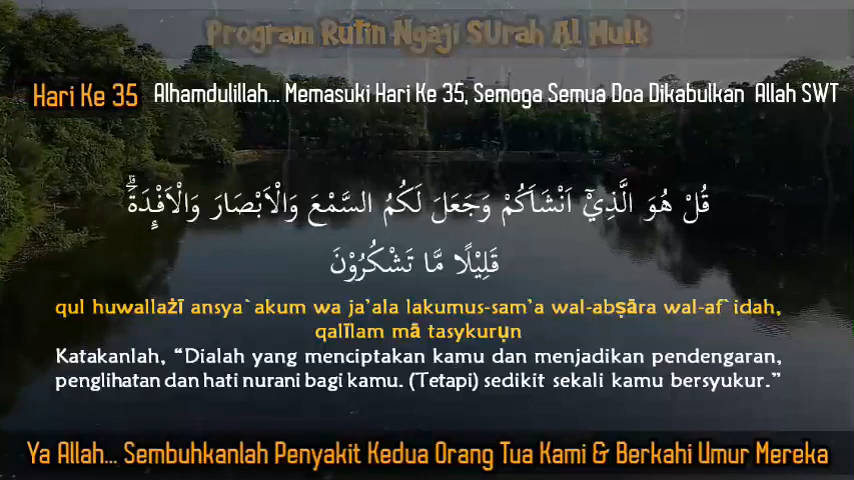 Program Rutin Ngaji SUrah Al Mulk
Hari Ke 35 Alhamdulillah... Memasuki Hari Ke 35, Semoga Semua Doa Dikabulkan Allah SWT
قُلْ هُوَ الَّذِيْٓ اَنْشَاَكُمْ وَجَعَلَ لَكُمُ السَّمْعَ وَالْاَبْصَارَ وَالْاَفْـِٕدَةَۗ
قَلِيْلًا مَّا تَشْكُرُوْنَ
qul huwallażī ansya`akum wa ja’ala lakumus-sam’a wal-abṣāra wal-af`idah,
qalīlam mā tasykurụn
Katakanlah, “Dialah yang menciptakan kamu dan menjadikan pendengaran,
penglihatan dan hati nurani bagi kamu. (Tetapi) sedikit sekali kamu bersyukur.”
Ya Allah... Sembuhkanlah Penyakit Kedua Orang Tua Kami & Berkahi Umur Mereka